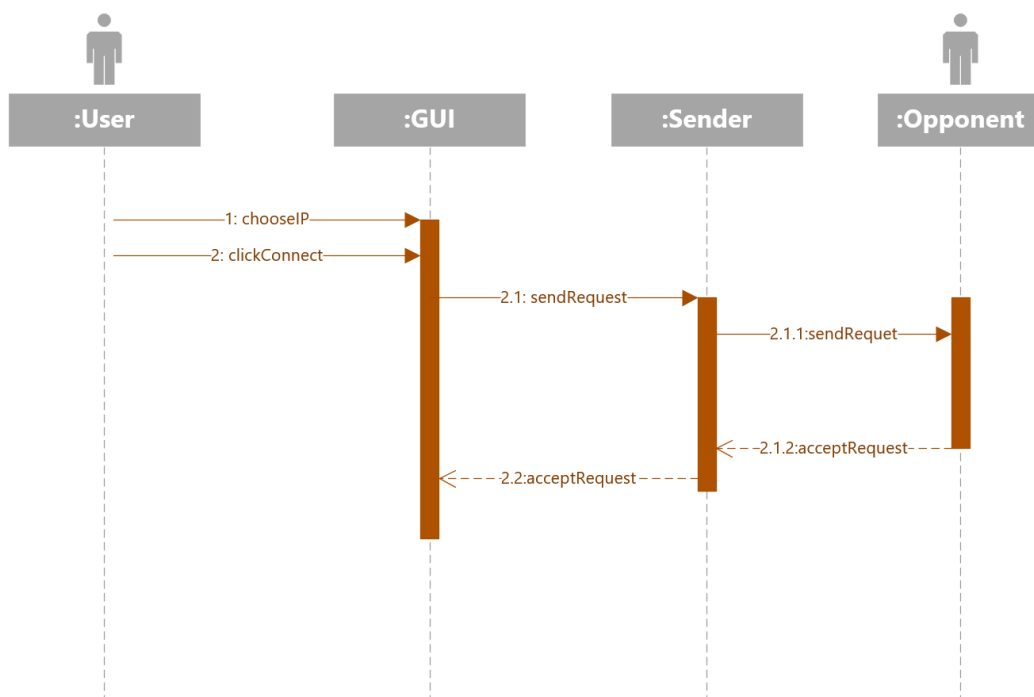 :User
:GUI
:Sender
:Opponent
1: chooseIP
2: clickConnect
2.1: sendRequest
2.1.1:sendRequet
2.1.2:acceptRequest
2.2:acceptRequest